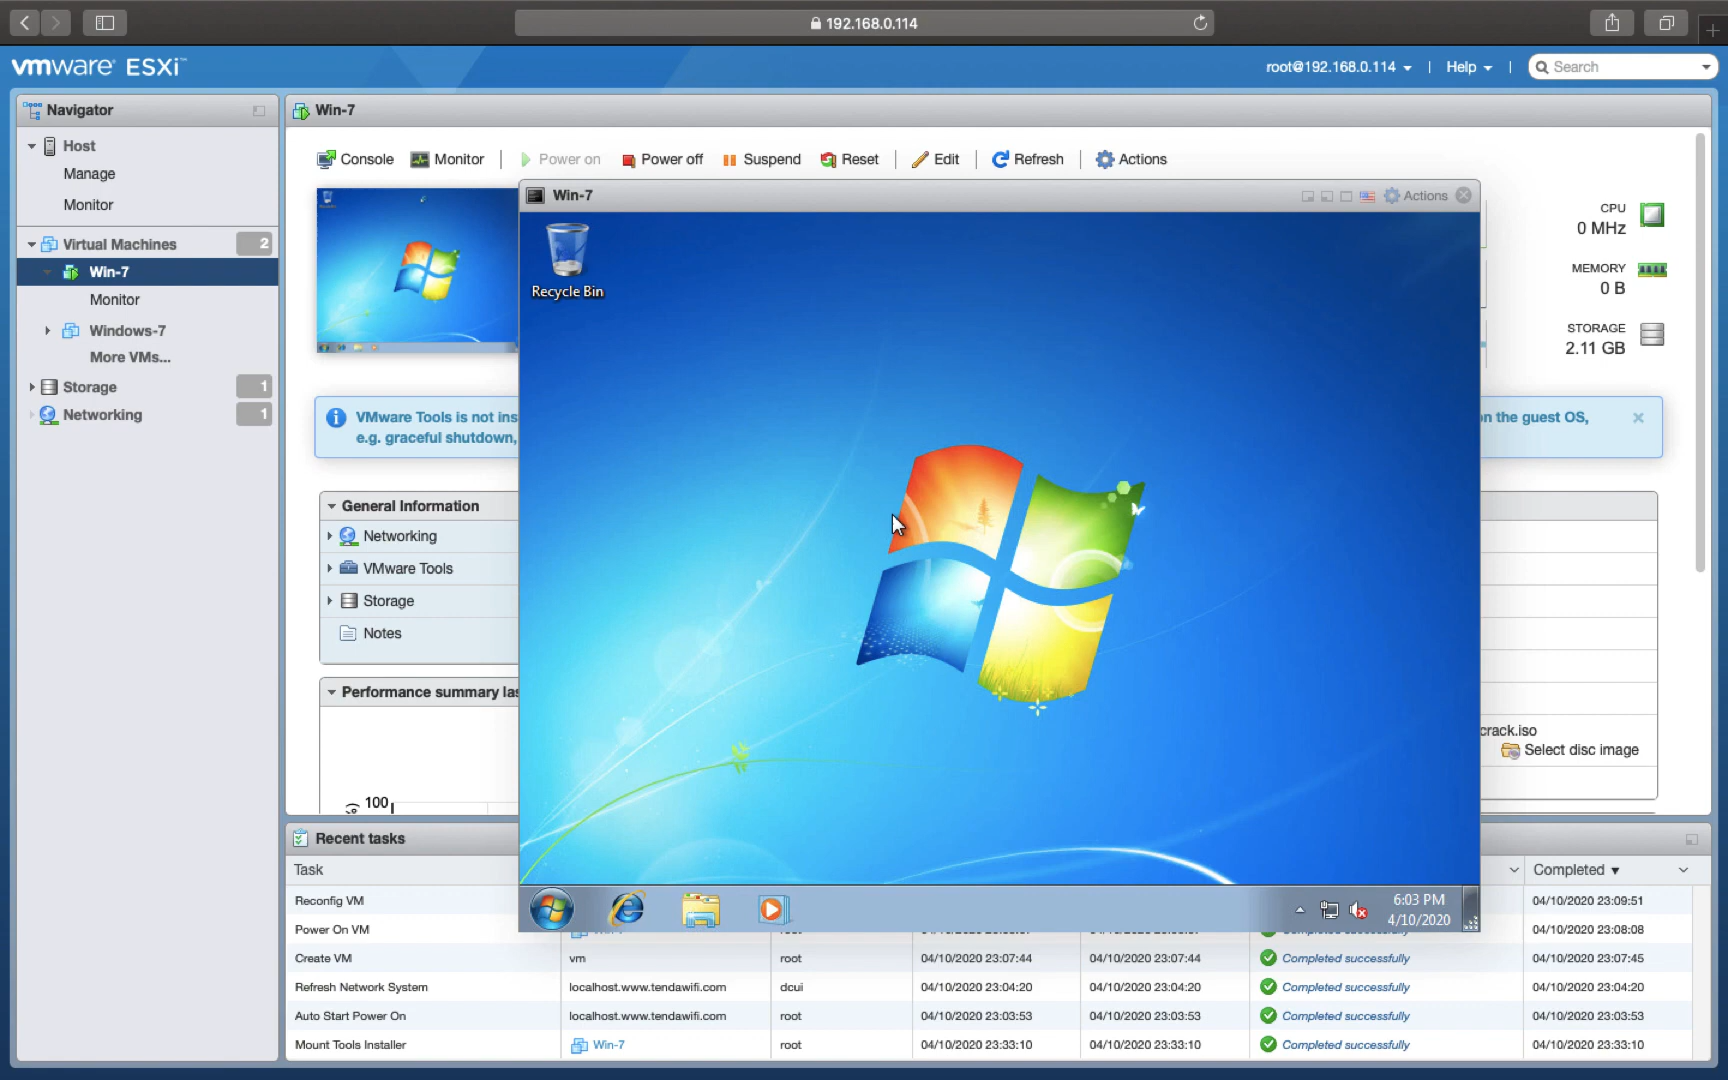 192.168.0.114
vmware ESXi™
root@192.168.0.114 | Help | Search
Navigator
Host
Manage
Monitor
Virtual Machines 2
Win-7
Monitor
Windows-7
More VMs...
Storage 1
Networking 1
Win-7
Console Monitor | Power on Power off Suspend Reset | Edit | Refresh | Actions
CPU
0 MHz
MEMORY
0 B
STORAGE
2.11 GB
VMware Tools is not ins
e.g. graceful shutdown,
n the guest OS,
General Information
Networking
VMware Tools
Storage
Notes
Performance summary las
100
crack.iso
Select disc image
Win-7 Actions
Recycle Bin
6:03 PM
4/10/2020
Recent tasks
Task Completed
Reconfig VM 04/10/2020 23:09:51
Power On VM 04/10/2020 23:08:08
Create VM vm root 04/10/2020 23:07:44 04/10/2020 23:07:44 Completed successfully 04/10/2020 23:07:45
Refresh Network System localhost.www.tendawifi.com dcui 04/10/2020 23:04:20 04/10/2020 23:04:20 Completed successfully 04/10/2020 23:04:20
Auto Start Power On localhost.www.tendawifi.com root 04/10/2020 23:03:53 04/10/2020 23:03:53 Completed successfully 04/10/2020 23:03:53
Mount Tools Installer Win-7 root 04/10/2020 23:33:10 04/10/2020 23:33:10 Completed successfully 04/10/2020 23:33:10